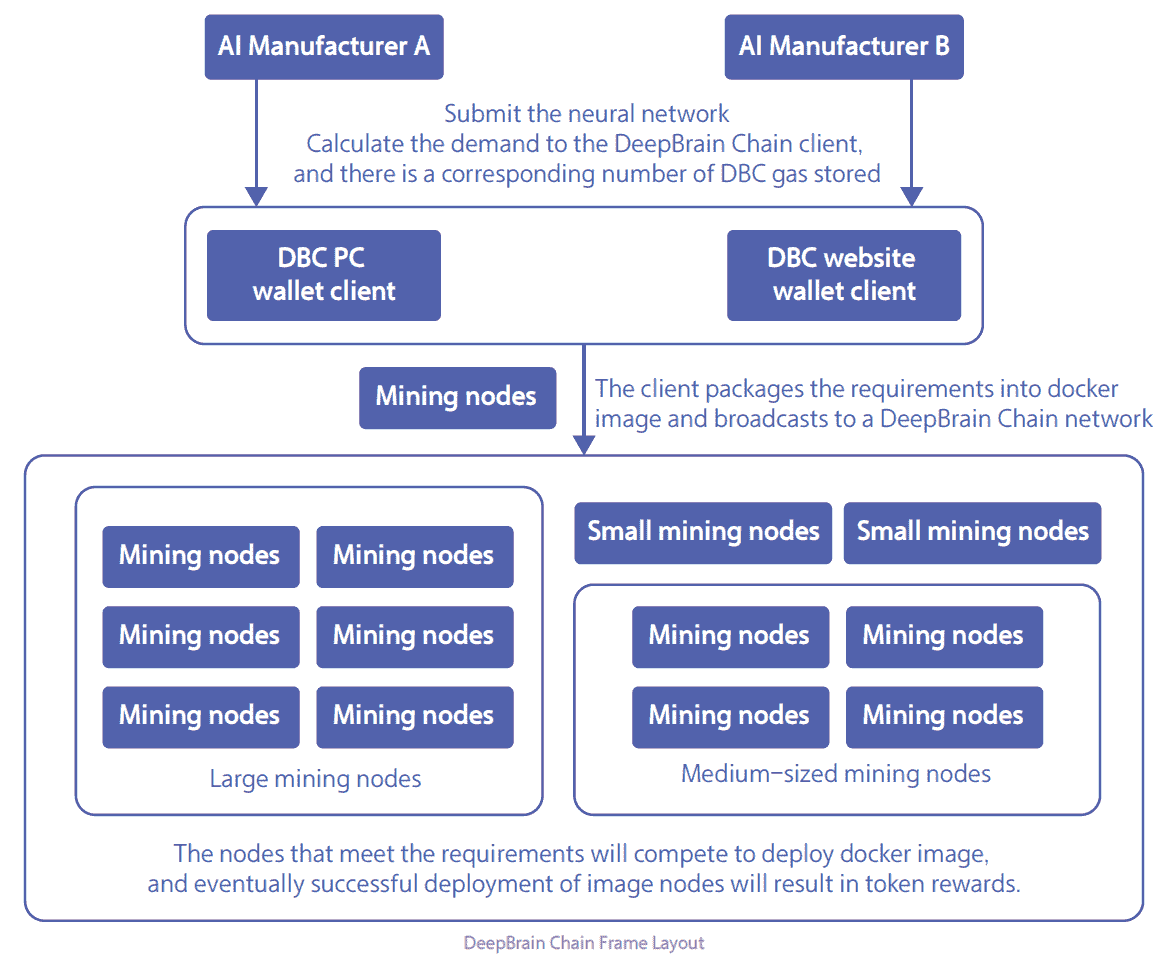 AI Manufacturer A
AI Manufacturer B
Submit the neural network
Calculate the demand to the DeepBrain Chain client,
and there is a corresponding number of DBC gas stored
DBC PC
wallet client
DBC website
wallet client
Mining nodes
The client packages the requirements into docker
image and broadcasts to a DeepBrain Chain network
Mining nodes
Mining nodes
Mining nodes
Mining nodes
Mining nodes
Mining nodes
Large mining nodes
Small mining nodes
Small mining nodes
Mining nodes
Mining nodes
Mining nodes
Mining nodes
Medium-sized mining nodes
The nodes that meet the requirements will compete to deploy docker image,
and eventually successful deployment of image nodes will result in token rewards.
DeepBrain Chain Frame Layout